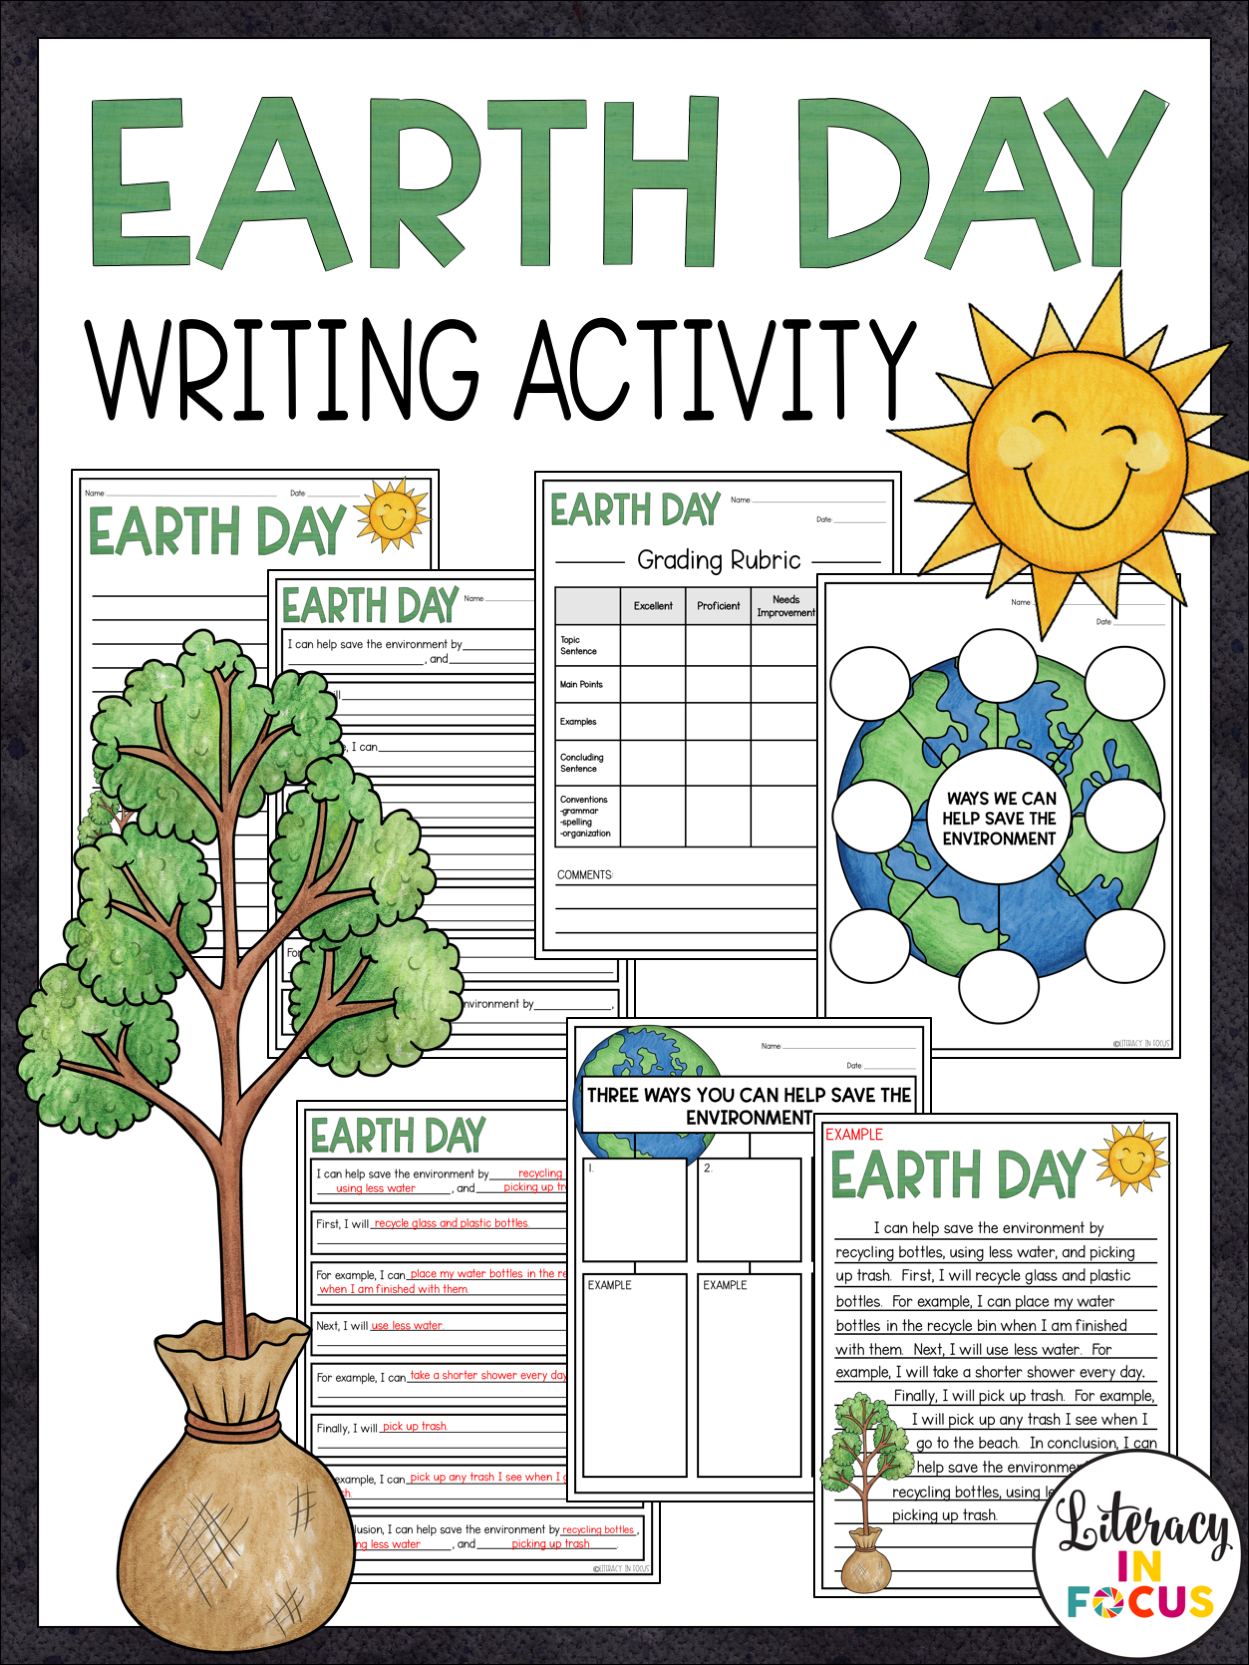 EARTH DAY
WRITING ACTIVITY
Name
Date
EARTH DAY
EARTH DAY
Name
I can help save the environment by
, and
, I can
For
nvironment by ,
EARTH DAY
Name
Date
Grading Rubric
Excellent Proficient Needs
Improvement
Topic
Sentence
Main Points
Examples
Concluding
Sentence
Conventions
-grammar
-spelling
-organization
COMMENTS:
Name
Date
WAYS WE CAN
HELP SAVE THE
ENVIRONMENT
©LITERACY IN FOCUS
Name
Date
THREE WAYS YOU CAN HELP SAVE THE
ENVIRONMENT
1. 2.
EXAMPLE EXAMPLE
EARTH DAY
I can help save the environment by recycling
using less water , and picking up tr
First, I will recycle glass and plastic bottles.
For example, I can place my water bottles in the re
when I am finished with them.
Next, I will use less water.
For example, I can take a shorter shower every day
Finally, I will pick up trash.
example, I can pick up any trash I see when I g
lusion, I can help save the environment by recycling bottles ,
ng less water , and picking up trash .
©LITERACY IN FOCUS
EXAMPLE
EARTH DAY
I can help save the environment by
recycling bottles, using less water, and picking
up trash. First, I will recycle glass and plastic
bottles. For example, I can place my water
bottles in the recycle bin when I am finished
with them. Next, I will use less water. For
example, I will take a shorter shower every day.
Finally, I will pick up trash. For example,
I will pick up any trash I see when I
go to the beach. In conclusion, I can
help save the environme
recycling bottles, using le
picking up trash.
Literacy
IN
FOCUS